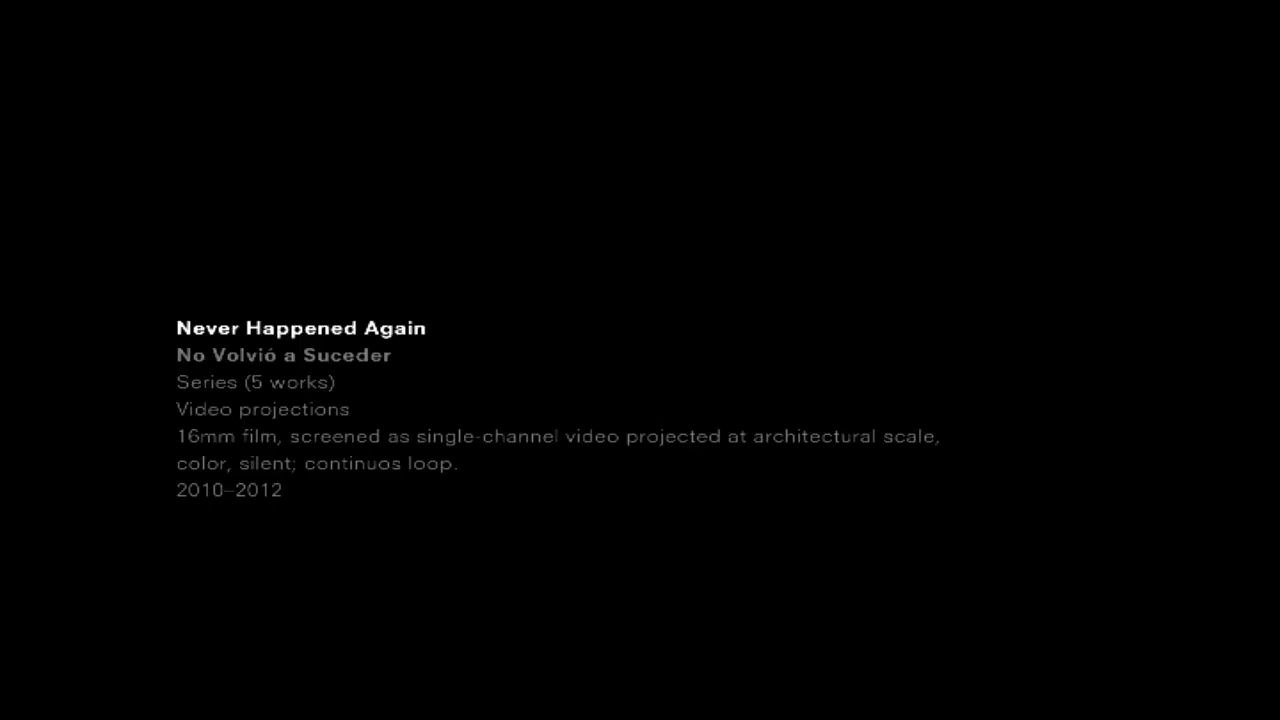 Never Happened Again
No Volvió a Suceder
Series (5 works)
Video projections
16mm film, screened as single-channel video projected at architectural scale,
color, silent; continuos loop.
2010–2012